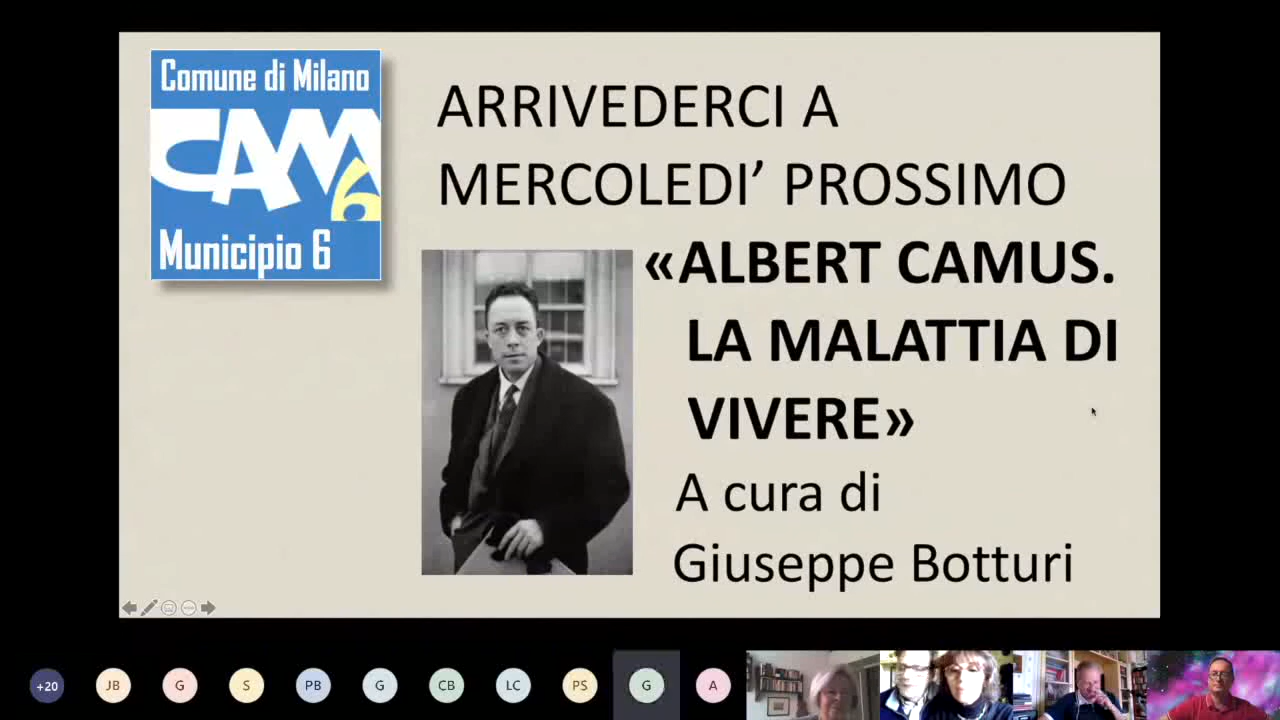 Comune di Milano
CAM
6
Municipio 6
ARRIVEDERCI A
MERCOLEDI’ PROSSIMO
«ALBERT CAMUS.
LA MALATTIA DI
VIVERE»
A cura di
Giuseppe Botturi
+20
JB
G
S
PB
G
CB
LC
PS
G
A